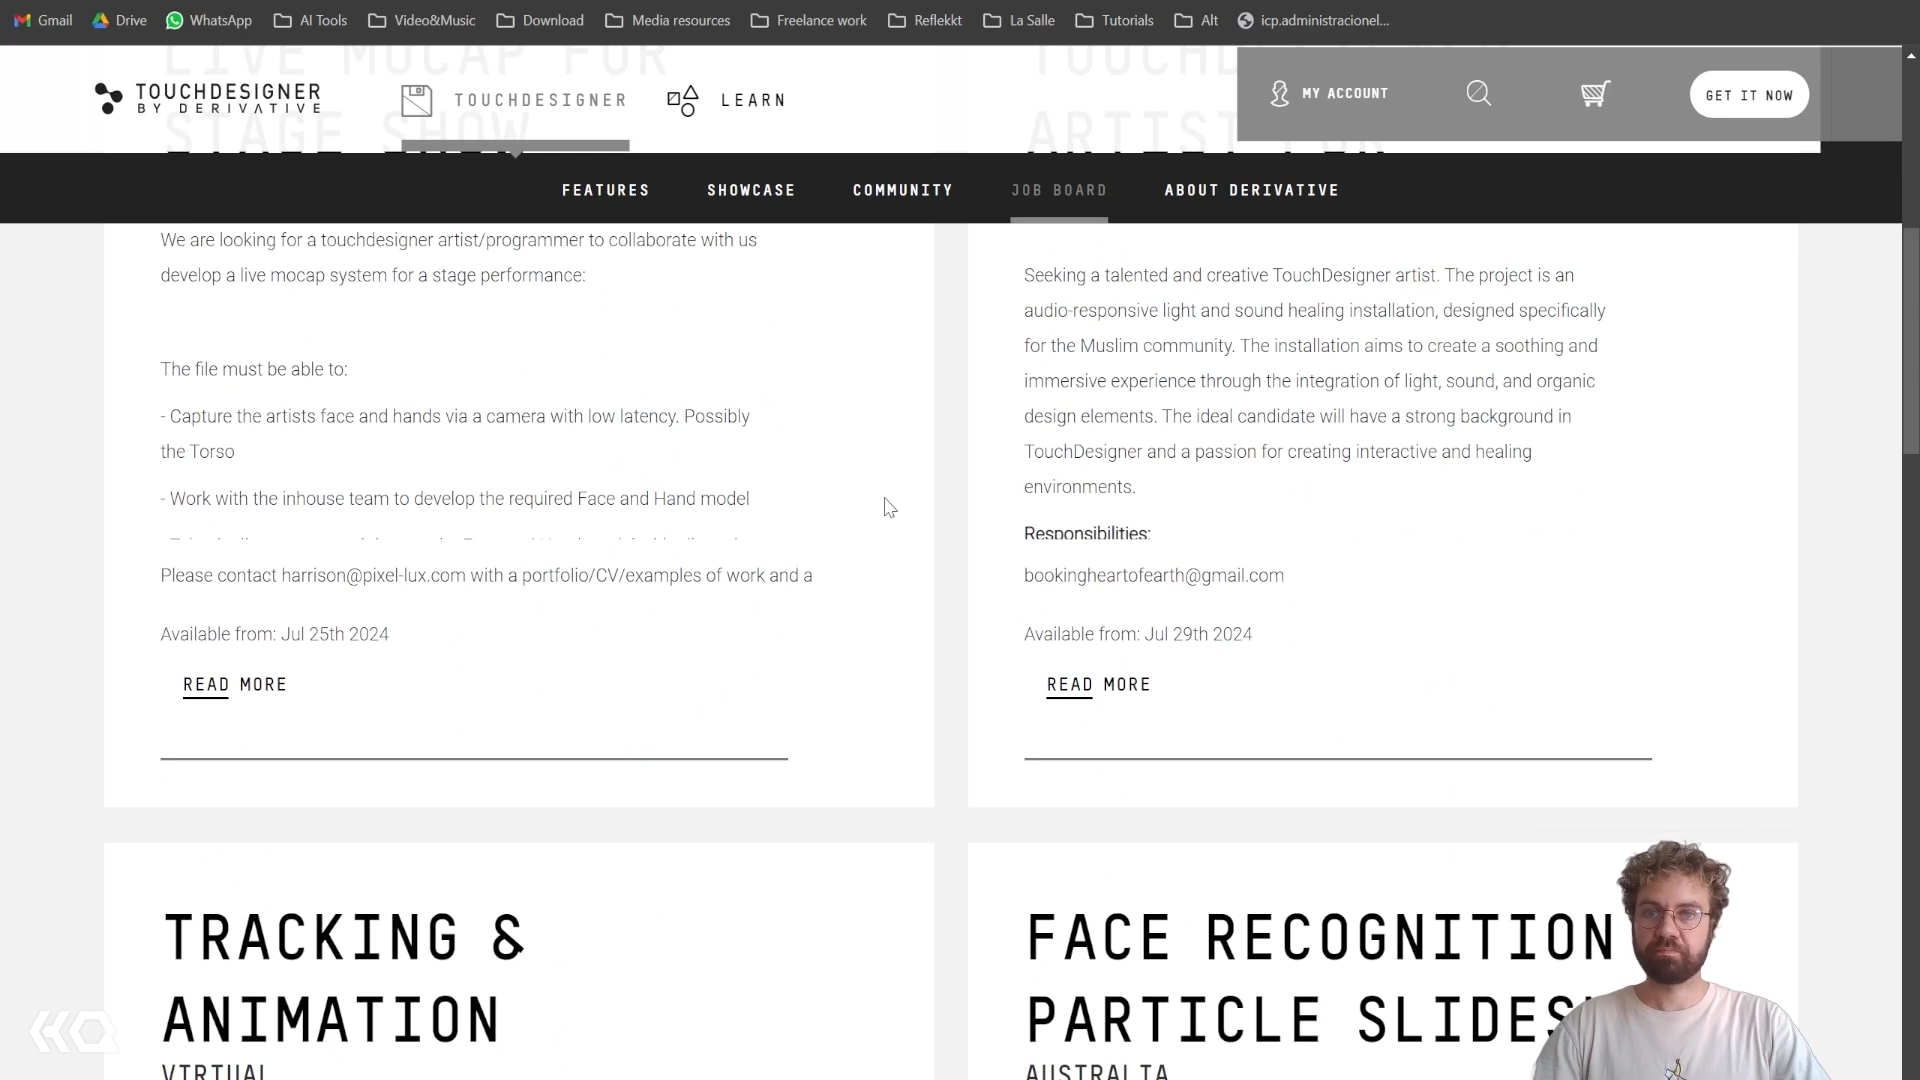 Gmail Drive WhatsApp AI Tools Video&Music Download Media resources Freelance work Reflekkt La Salle Tutorials Alt icp.administracionel...
LIVE MOCAP FOR
STAGE SHOW
ARTIST FOR
TOUCHDESIGNER
BY DERIVATIVE
TOUCHDESIGNER
LEARN
MY ACCOUNT
GET IT NOW
FEATURES SHOWCASE COMMUNITY JOB BOARD ABOUT DERIVATIVE
We are looking for a touchdesigner artist/programmer to collaborate with us
develop a live mocap system for a stage performance:
The file must be able to:
- Capture the artists face and hands via a camera with low latency. Possibly
the Torso
- Work with the inhouse team to develop the required Face and Hand model
Please contact harrison@pixel-lux.com with a portfolio/CV/examples of work and a
Available from: Jul 25th 2024
READ MORE
Seeking a talented and creative TouchDesigner artist. The project is an
audio-responsive light and sound healing installation, designed specifically
for the Muslim community. The installation aims to create a soothing and
immersive experience through the integration of light, sound, and organic
design elements. The ideal candidate will have a strong background in
TouchDesigner and a passion for creating interactive and healing
environments.
Responsibilities:
bookingheartofearth@gmail.com
Available from: Jul 29th 2024
READ MORE
TRACKING &
ANIMATION
VIRTUAL
FACE RECOGNITION
PARTICLE SLIDES
AUSTRALIA